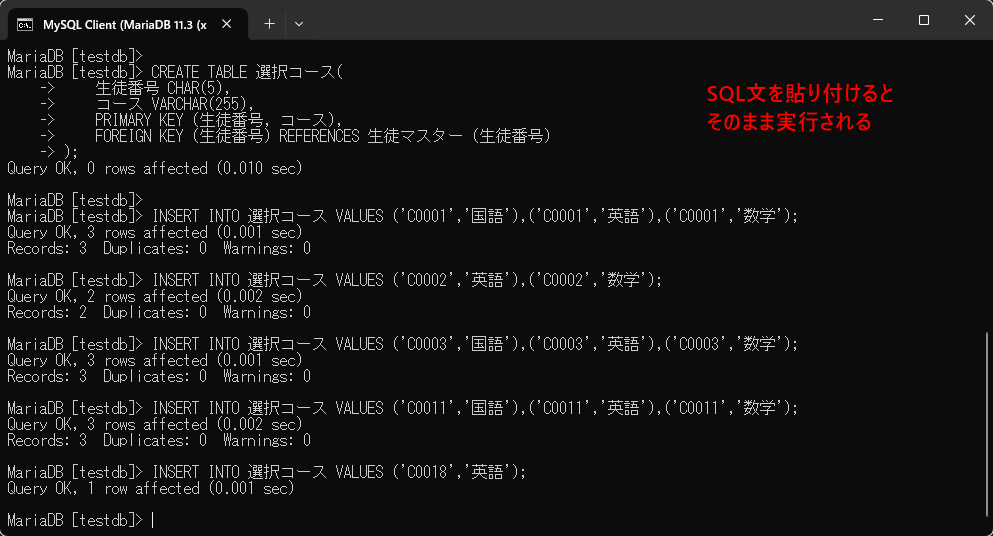 MySQL Client (MariaDB 11.3 (x
MariaDB [testdb]>
MariaDB [testdb]> CREATE TABLE 選択コース(
    ->     生徒番号 CHAR(5),
    ->     コース VARCHAR(255),
    ->     PRIMARY KEY (生徒番号, コース),
    ->     FOREIGN KEY (生徒番号) REFERENCES 生徒マスター (生徒番号)
    -> );
Query OK, 0 rows affected (0.010 sec)
SQL文を貼り付けると
そのまま実行される
MariaDB [testdb]>
MariaDB [testdb]> INSERT INTO 選択コース VALUES ('C0001','国語'),('C0001','英語'),('C0001','数学');
Query OK, 3 rows affected (0.001 sec)
Records: 3  Duplicates: 0  Warnings: 0
MariaDB [testdb]> INSERT INTO 選択コース VALUES ('C0002','英語'),('C0002','数学');
Query OK, 2 rows affected (0.002 sec)
Records: 2  Duplicates: 0  Warnings: 0
MariaDB [testdb]> INSERT INTO 選択コース VALUES ('C0003','国語'),('C0003','英語'),('C0003','数学');
Query OK, 3 rows affected (0.001 sec)
Records: 3  Duplicates: 0  Warnings: 0
MariaDB [testdb]> INSERT INTO 選択コース VALUES ('C0011','国語'),('C0011','英語'),('C0011','数学');
Query OK, 3 rows affected (0.002 sec)
Records: 3  Duplicates: 0  Warnings: 0
MariaDB [testdb]> INSERT INTO 選択コース VALUES ('C0018','英語');
Query OK, 1 row affected (0.001 sec)
MariaDB [testdb]>